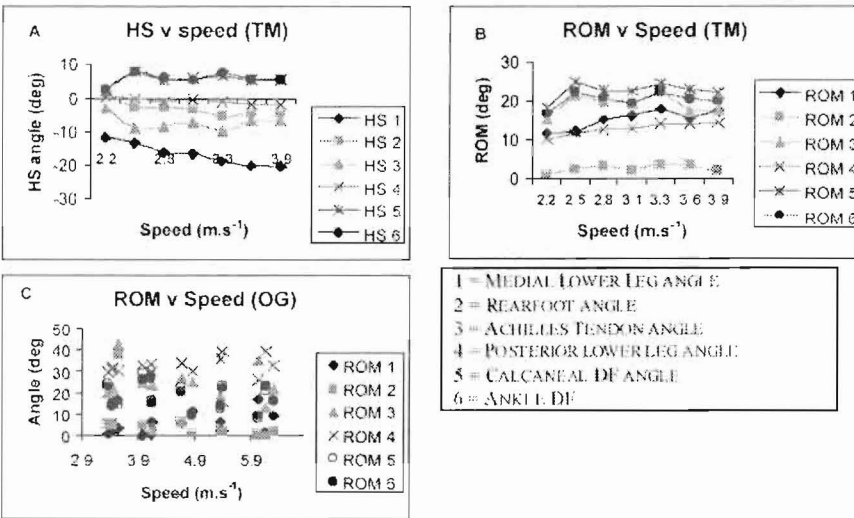 A
HS v speed (TM)
HS angle (deg)
10
0
-10
-20
-30
2.2
2.8
3.3
3.9
Speed (m.s⁻¹)
HS 1
HS 2
HS 3
HS 4
HS 5
HS 6
B
ROM v Speed (TM)
ROM
30
20
10
0
2.2 2.5 2.8 3.1 3.3 3.6 3.9
Speed (m.s⁻¹)
ROM 1
ROM 2
ROM 3
ROM 4
ROM 5
ROM 6
C
ROM v Speed (OG)
Angle (deg
50
40
30
20
10
0
2.9 3.9 4.9 5.9
Speed (m.s⁻¹)
ROM 1
ROM 2
ROM 3
ROM 4
ROM 5
ROM 6
1 = MEDIAL LOWER LEG ANGLE
2 = REARFOOT ANGLE
3 = ACHILLES TENDON ANGLE
4 = POSTERIOR LOWER LEG ANGLE
5 = CALCANEAL DF ANGLE
6 = ANKLE DF